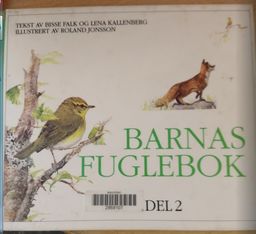 TEKST AV BISSE FALK OG LENA KALLENBERG
ILLUSTRERT AV ROLAND JONSSON
BARNAS
FUGLEBOK
DEL 2